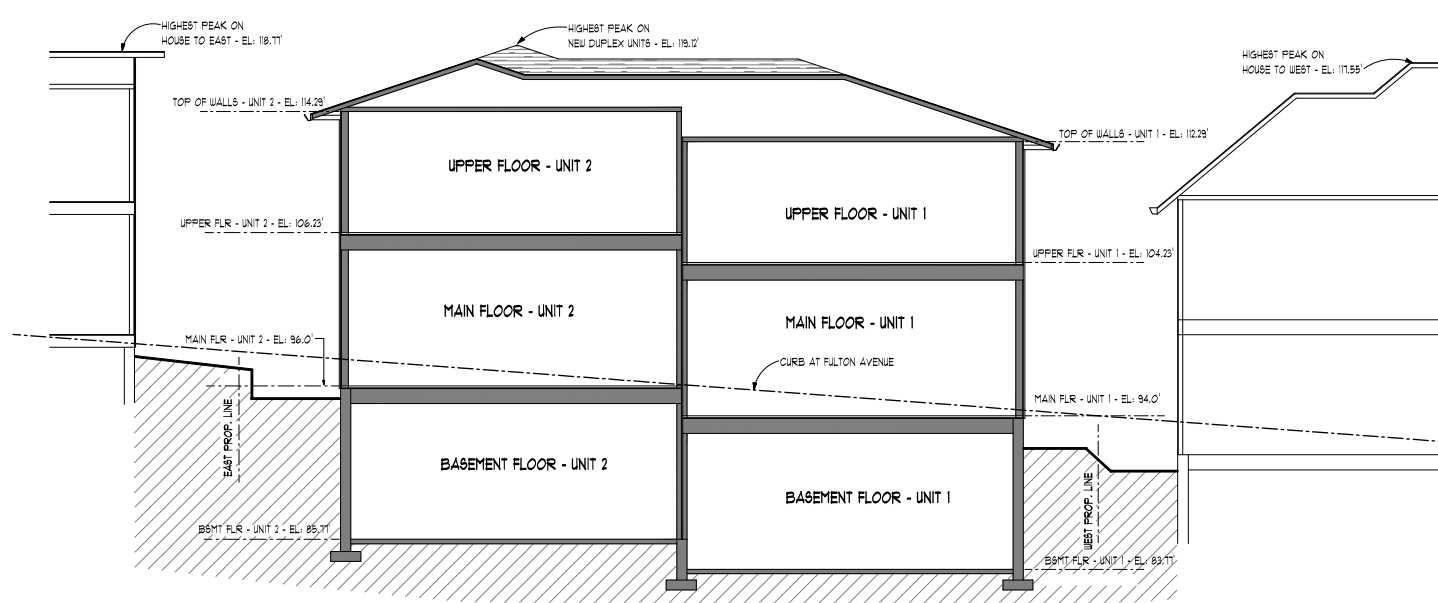 HIGHEST PEAK ON
HOUSE TO EAST - EL: 118.77'
HIGHEST PEAK ON
NEW DUPLEX UNITS - EL: 119.12'
HIGHEST PEAK ON
HOUSE TO WEST - EL: 117.55'
TOP OF WALLS - UNIT 2 - EL: 114.29'
TOP OF WALLS - UNIT 1 - EL: 112.29'
UPPER FLOOR - UNIT 2
UPPER FLOOR - UNIT 1
UPPER FLR - UNIT 2 - EL: 106.23'
UPPER FLR - UNIT 1 - EL: 104.23'
MAIN FLOOR - UNIT 2
MAIN FLOOR - UNIT 1
MAIN FLR - UNIT 2 - EL: 96.0'
CURB AT FULTON AVENUE
MAIN FLR - UNIT 1 - EL: 94.0'
EAST PROP. LINE
BASEMENT FLOOR - UNIT 2
BASEMENT FLOOR - UNIT 1
WEST PROP. LINE
BSMT FLR - UNIT 2 - EL: 85.77'
BSMT FLR - UNIT 1 - EL: 83.77'